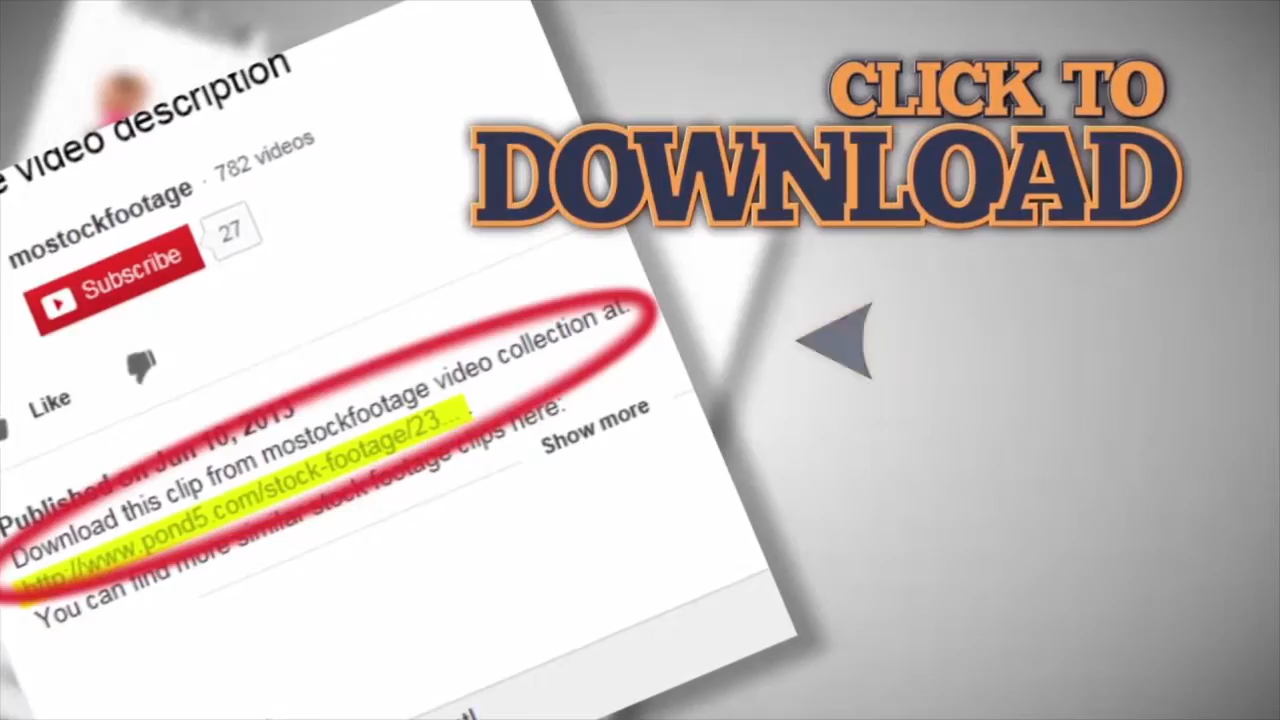 CLICK TO
DOWNLOAD
video description
mostockfootage · 782 videos
Subscribe 27
Like
Published on Jun 10, 2013
Download this clip from mostockfootage video collection at:
http://www.pond5.com/stock-footage/23... .
You can find more similar stock footage clips here:
Show more